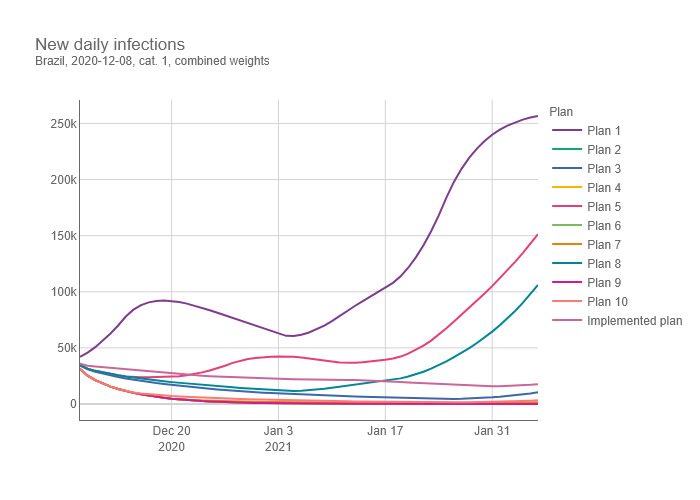 New daily infections
Brazil, 2020-12-08, cat. 1, combined weights
Plan
250k
200k
150k
100k
50k
0
Plan 1
Plan 2
Plan 3
Plan 4
Plan 5
Plan 6
Plan 7
Plan 8
Plan 9
Plan 10
Implemented plan
Dec 20 Jan 3 Jan 17 Jan 31
2020 2021